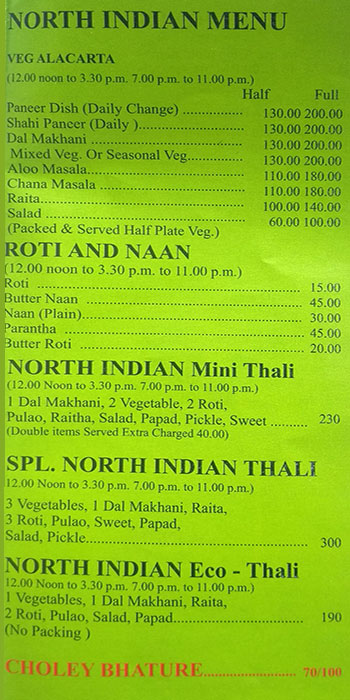 NORTH INDIAN MENU
VEG ALACARTA
(12.00 noon to 3.30 p.m. 7.00 p.m. to 11.00 p.m.)
Half Full
Paneer Dish (Daily Change) ........................ 130.00 200.00
Shahi Paneer (Daily )................................ 130.00 200.00
Dal Makhani ........................................... 130.00 200.00
Mixed Veg. Or Seasonal Veg................... 130.00 200.00
Aloo Masala............................................ 110.00 180.00
Chana Masala ......................................... 110.00 180.00
Raita........................................................ 100.00 140.00
Salad ....................................................... 60.00 100.00
(Packed & Served Half Plate Veg.)
ROTI AND NAAN
(12.00 noon to 3.30 p.m. to 11.00 p.m.)
Roti ........................................................ 15.00
Butter Naan ............................................ 45.00
Naan (Plain)............................................ 30.00
Parantha ................................................ 45.00
Butter Roti ............................................. 20.00
NORTH INDIAN Mini Thali
(12.00 Noon to 3.30 p.m. 7.00 p.m. to 11.00 p.m.)
1 Dal Makhani, 2 Vegetable, 2 Roti,
Pulao, Raitha, Salad, Papad, Pickle, Sweet ......... 230
(Double items Served Extra Charged 40.00)
SPL. NORTH INDIAN THALI
12.00 Noon to 3.30 p.m. 7.00 p.m. to 11.00 p.m.)
3 Vegetables, 1 Dal Makhani, Raita,
3 Roti, Pulao, Sweet, Papad,
Salad, Pickle.................................................. 300
NORTH INDIAN Eco - Thali
12.00 Noon to 3.30 p.m. 7.00 p.m. to 11.00 p.m.)
1 Vegetables, 1 Dal Makhani, Raita,
2 Roti, Pulao, Salad, Papad............................. 190
(No Packing )
CHOLEY BHATURE......................... 70/100